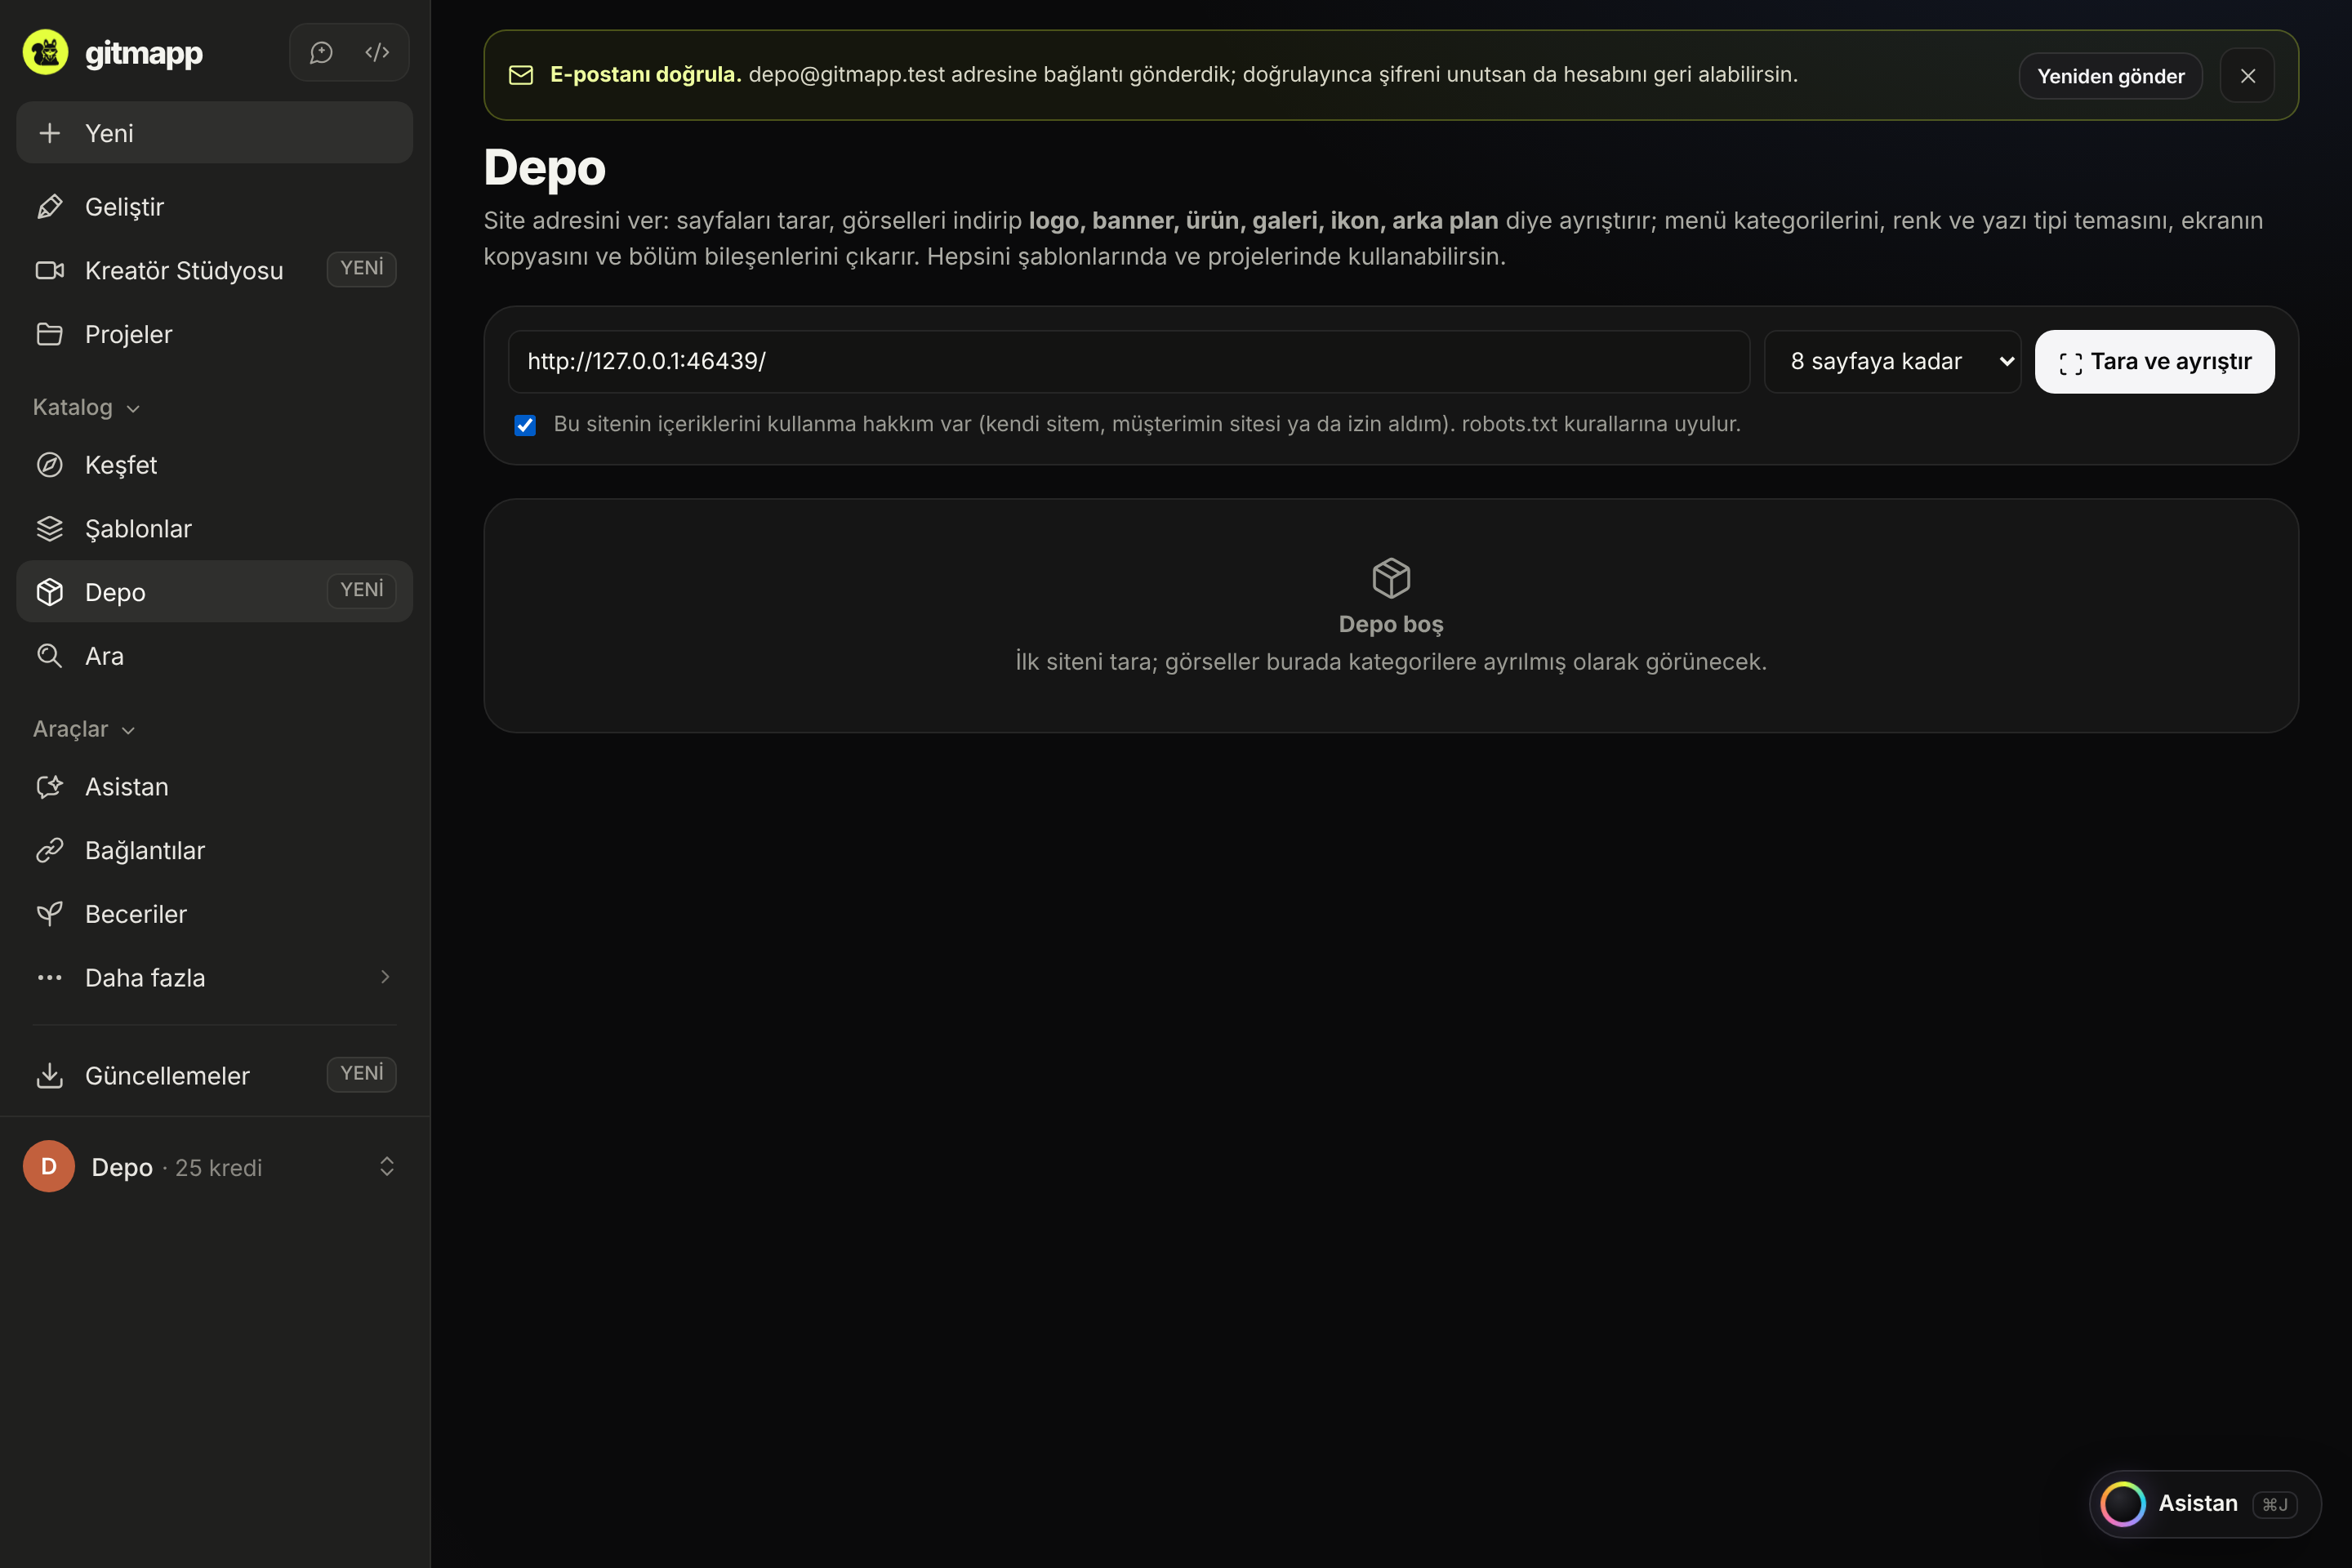 gitmapp
Yeni
Geliştir
Kreatör Stüdyosu YENİ
Projeler
Katalog
Keşfet
Şablonlar
Depo YENİ
Ara
Araçlar
Asistan
Bağlantılar
Beceriler
Daha fazla
Güncellemeler YENİ
D Depo · 25 kredi
E-postanı doğrula. depo@gitmapp.test adresine bağlantı gönderdik; doğrulayınca şifreni unutsan da hesabını geri alabilirsin. Yeniden gönder
Depo
Site adresini ver: sayfaları tarar, görselleri indirip logo, banner, ürün, galeri, ikon, arka plan diye ayrıştırır; menü kategorilerini, renk ve yazı tipi temasını, ekranın
kopyasını ve bölüm bileşenlerini çıkarır. Hepsini şablonlarında ve projelerinde kullanabilirsin.
http://127.0.0.1:46439/ 8 sayfaya kadar Tara ve ayrıştır
Bu sitenin içeriklerini kullanma hakkım var (kendi sitem, müşterimin sitesi ya da izin aldım). robots.txt kurallarına uyulur.
Depo boş
İlk siteni tara; görseller burada kategorilere ayrılmış olarak görünecek.
Asistan ⌘J